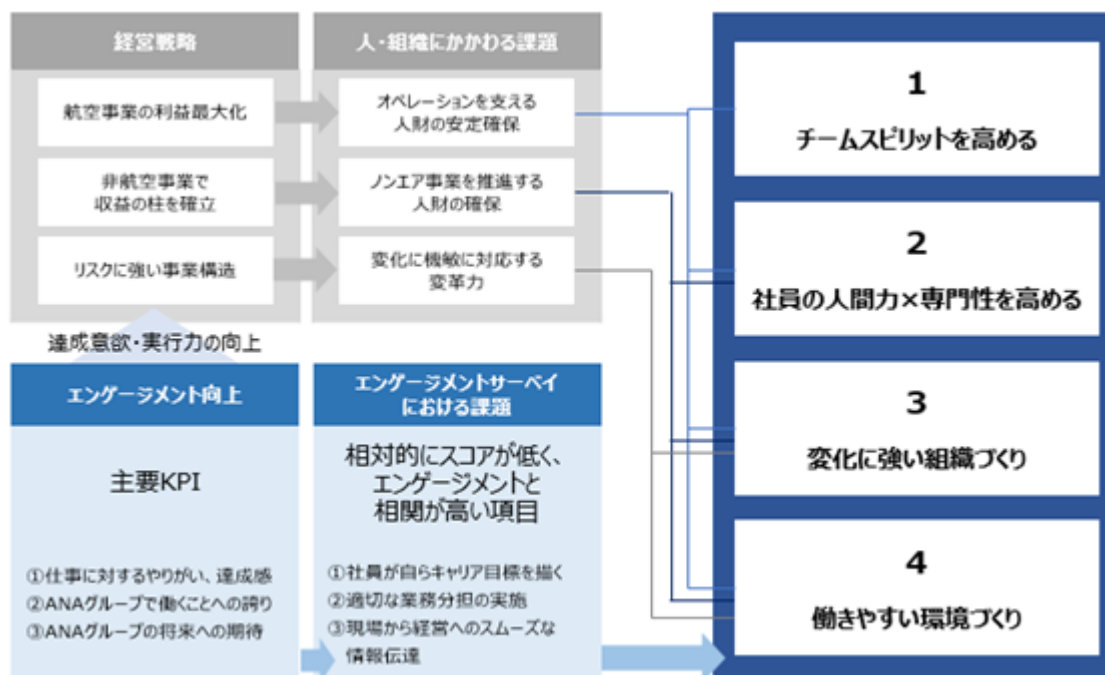 経営戦略
航空事業の利益最大化
非航空事業で
収益の柱を確立
リスクに強い事業構造
人・組織にかかわる課題
オペレーションを支える
人財の安定確保
ノンエア事業を推進する
人財の確保
変化に機敏に対応する
変革力
達成意欲・実行力の向上
エンゲージメント向上
主要KPI
①仕事に対するやりがい、達成感
②ANAグループで働くことへの誇り
③ANAグループの将来への期待
エンゲージメントサーベイ
における課題
相対的にスコアが低く、
エンゲージメントと
相関が高い項目
①社員が自らキャリア目標を描く
②適切な業務分担の実施
③現場から経営へのスムーズな
情報伝達
1
チームスピリットを高める
2
社員の人間力×専門性を高める
3
変化に強い組織づくり
4
働きやすい環境づくり